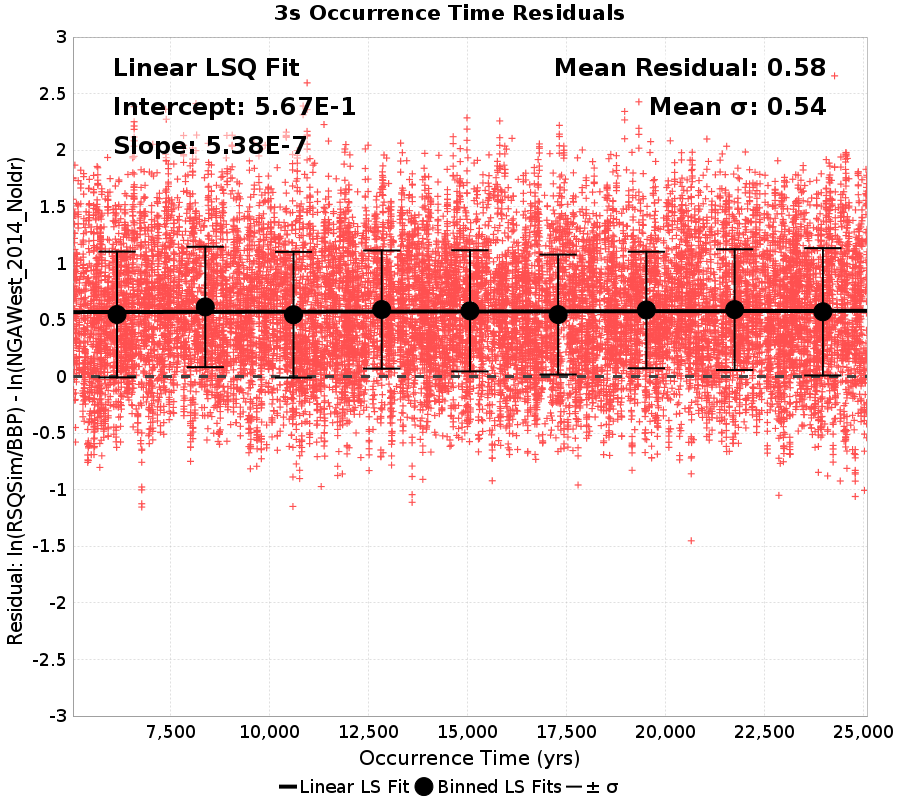 3s Occurrence Time Residuals
Linear LSQ Fit
Intercept: 5.67E-1
Slope: 5.38E-7
Mean Residual: 0.58
Mean σ: 0.54
Residual: ln(RSQSim/BBP) - ln(NGAWest_2014_NoIdr)
3
2.5
2
1.5
1
0.5
0
-0.5
-1
-1.5
-2
-2.5
-3
7,500 10,000 12,500 15,000 17,500 20,000 22,500 25,000
Occurrence Time (yrs)
Linear LS Fit Binned LS Fits ± σ